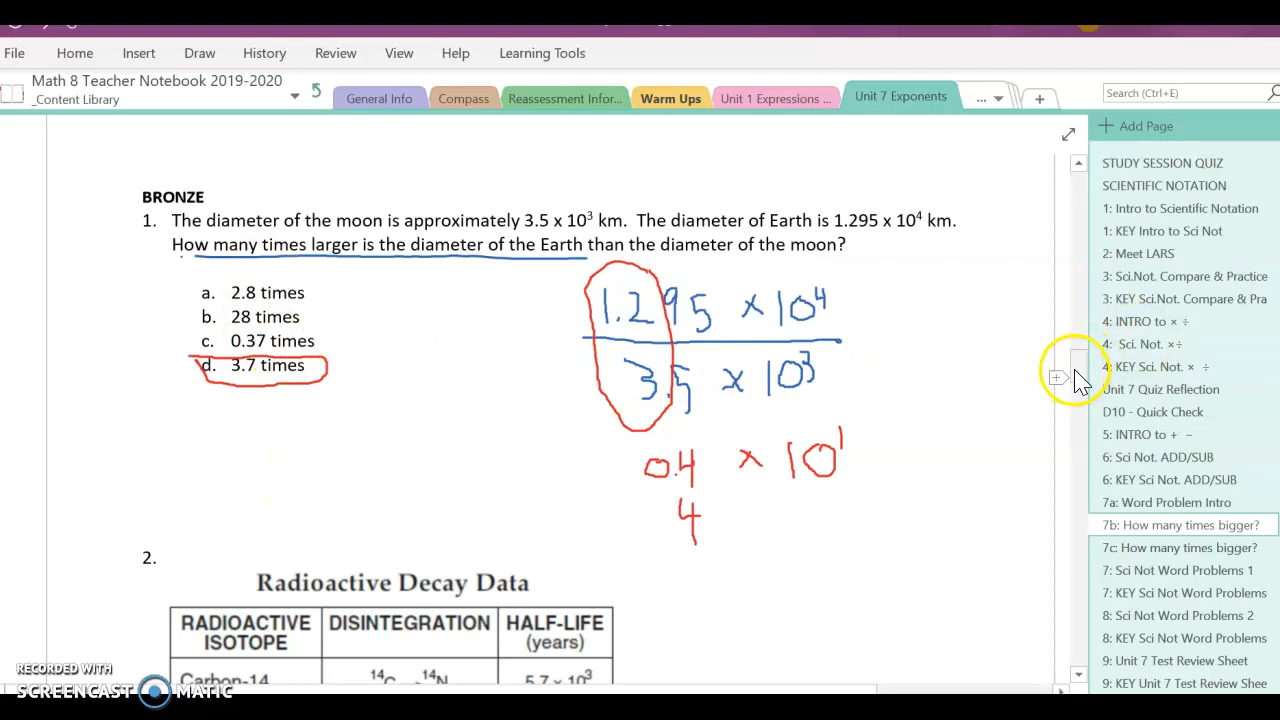 File Home Insert Draw History Review View Help Learning Tools
Math 8 Teacher Notebook 2019-2020
_Content Library
General Info Compass Reassessment Infor... Warm Ups Unit 1 Expressions ... Unit 7 Exponents ... Search (Ctrl+E)
Add Page
STUDY SESSION QUIZ
SCIENTIFIC NOTATION
1: Intro to Scientific Notation
1: KEY Intro to Sci Not
2: Meet LARS
3: Sci.Not. Compare & Practice
3: KEY Sci.Not. Compare & Pra
4: INTRO to × ÷
4: Sci. Not. ×÷
4: KEY Sci. Not. × ÷
Unit 7 Quiz Reflection
D10 - Quick Check
5: INTRO to + −
6: Sci Not. ADD/SUB
6: KEY Sci Not. ADD/SUB
7a: Word Problem Intro
7b: How many times bigger?
7c: How many times bigger?
7: Sci Not Word Problems 1
7: KEY Sci Not Word Problems
8: Sci Not Word Problems 2
8: KEY Sci Not Word Problems
9: Unit 7 Test Review Sheet
9: KEY Unit 7 Test Review Shee
BRONZE
1. The diameter of the moon is approximately 3.5 x 10³ km. The diameter of Earth is 1.295 x 10⁴ km.
How many times larger is the diameter of the Earth than the diameter of the moon?
a. 2.8 times
b. 28 times
c. 0.37 times
d. 3.7 times
1.295 × 10⁴
3.5 × 10³
0.4 × 10¹
4
2.
Radioactive Decay Data
RADIOACTIVE ISOTOPE DISINTEGRATION HALF-LIFE (years)
Carbon-14 ¹⁴C ¹⁴N 5.7 × 10³
RECORDED WITH
SCREENCAST MATIC